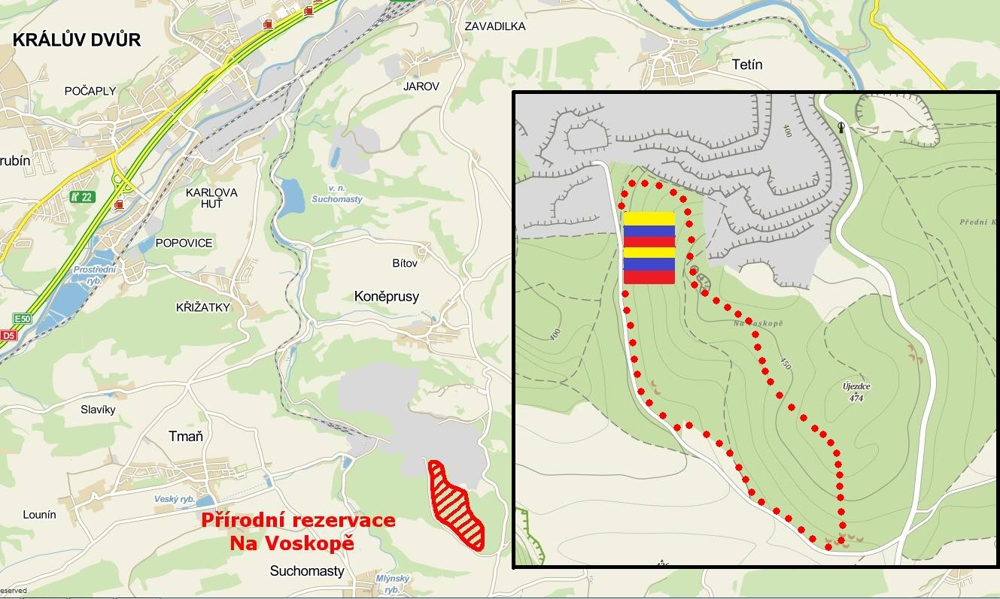 KRÁLŮV DVŮR
ZAVADILKA
Tetín
POČAPLY
JAROV
rubín
22
KARLOVA
HUŤ
v. n.
Suchomasty
POPOVICE
Prostřední
ryb.
Bítov
Koněprusy
KŘIŽATKY
E50
D5
Slavíky
Tmaň
Veský ryb.
Lounín
Přírodní rezervace
Na Voskopě
Suchomasty
Mlýnský
ryb.
eserved
400
Přední K
400
Na Voskopě
450
Újezdce
474